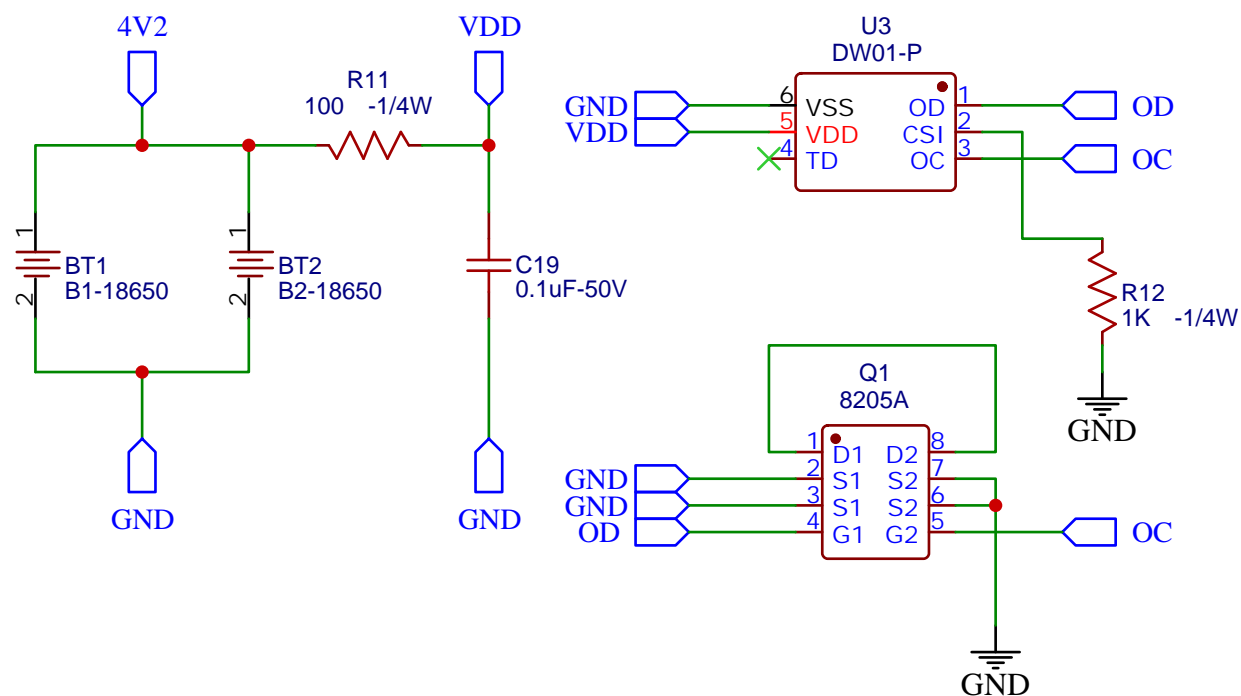 4V2
VDD
R11
100 -1/4W
1
BT1
B1-18650
2
1
BT2
B2-18650
2
C19
0.1uF-50V
GND
GND
U3
DW01-P
GND 6 VSS OD 1 OD
VDD 5 VDD CSI 2
4 TD OC 3 OC
R12
1K -1/4W
GND
Q1
8205A
1 D1 D2 8
GND 2 S1 S2 7
GND 3 S1 S2 6
OD 4 G1 G2 5 OC
GND